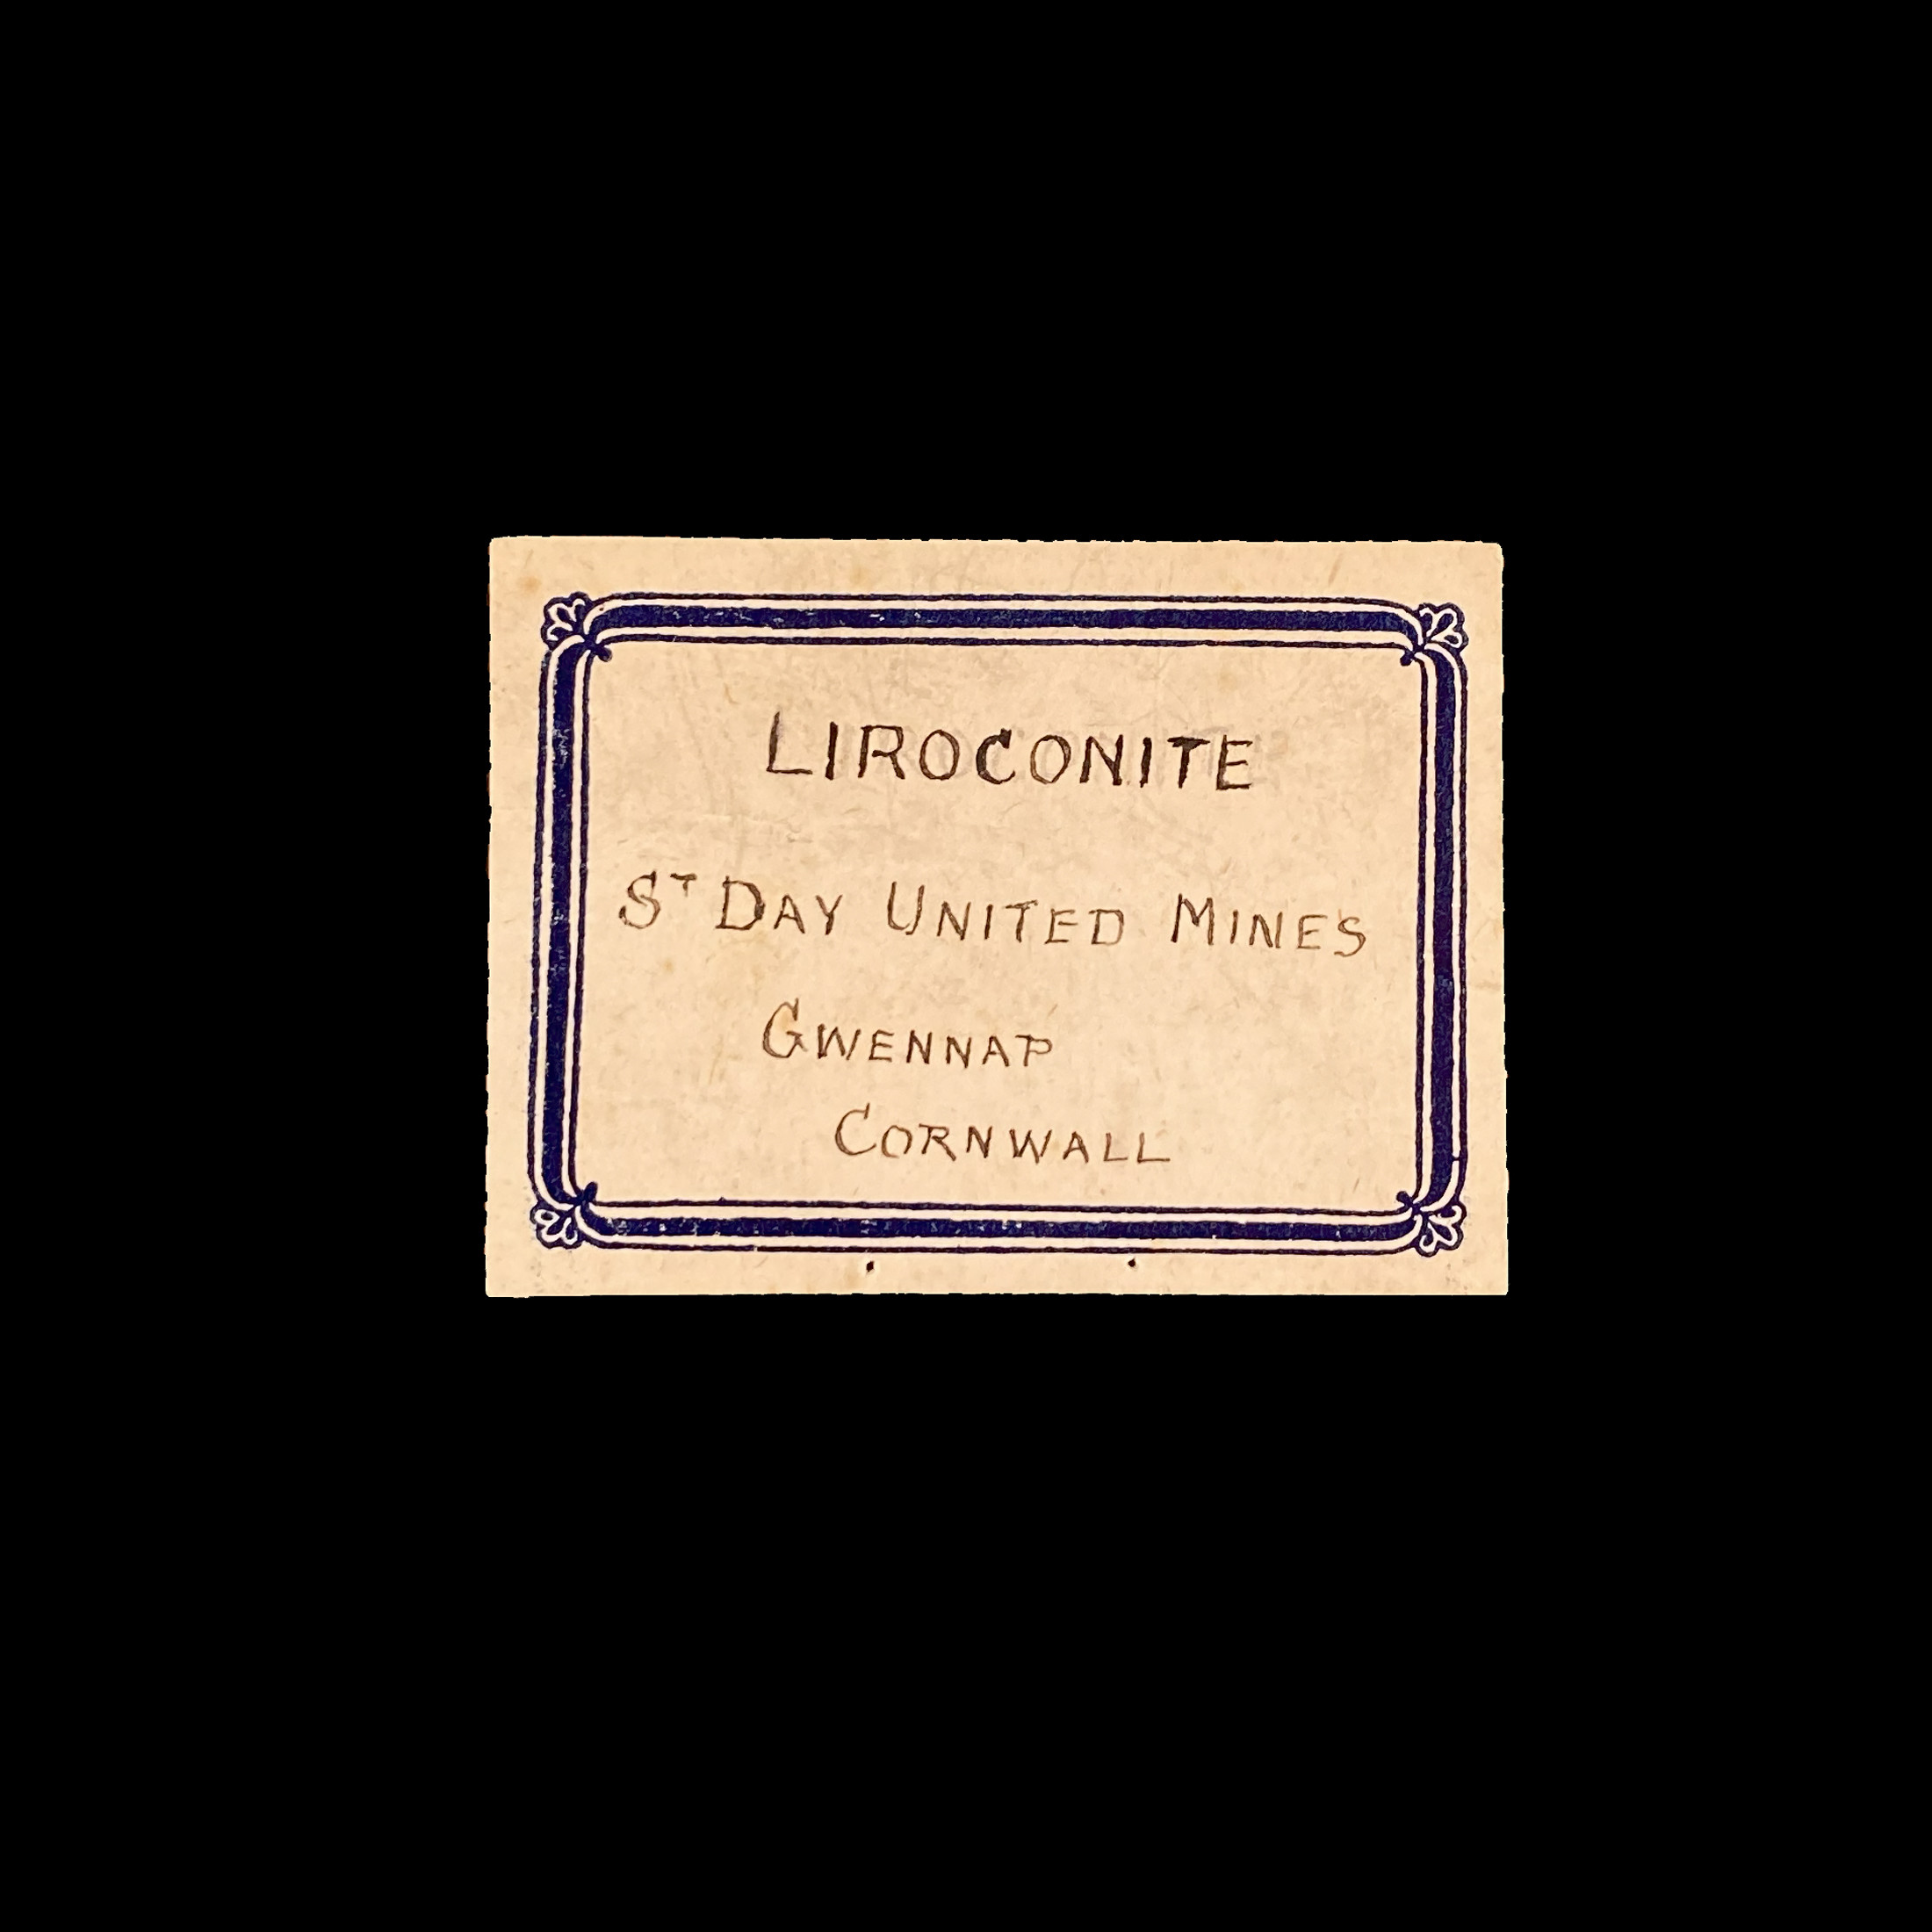 LIROCONITE
ST DAY UNITED MINES
GWENNAP
CORNWALL